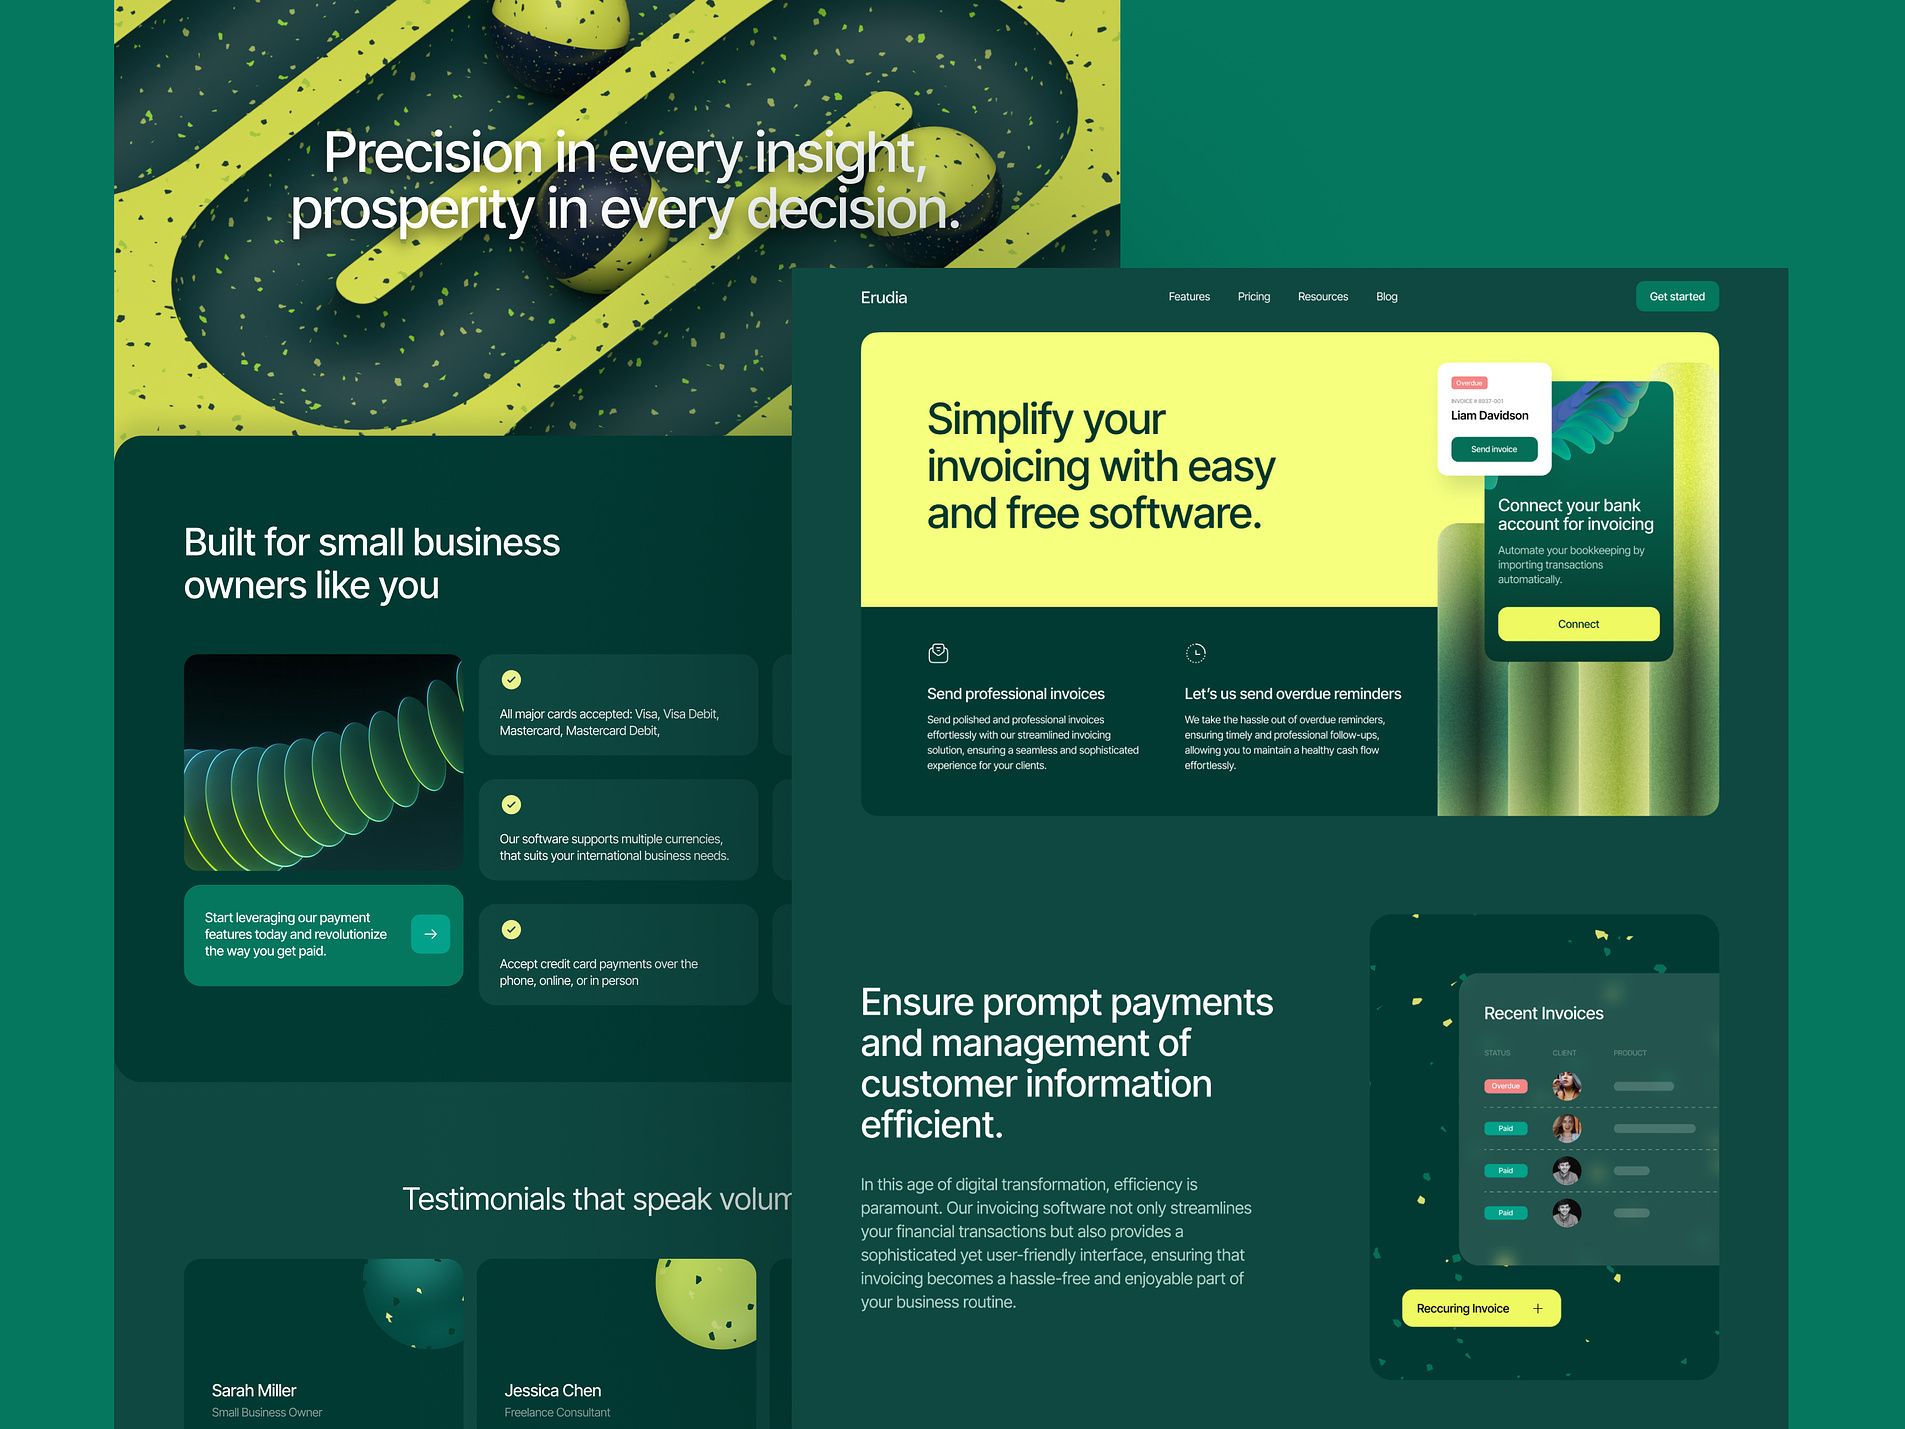 Precision in every insight,
prosperity in every decision.
Built for small business
owners like you
All major cards accepted: Visa, Visa Debit,
Mastercard, Mastercard Debit,
Our software supports multiple currencies,
that suits your international business needs.
Start leveraging our payment
features today and revolutionize
the way you get paid.
Accept credit card payments over the
phone, online, or in person
Testimonials that speak volum
Sarah Miller
Small Business Owner
Jessica Chen
Freelance Consultant
Erudia
Features
Pricing
Resources
Blog
Get started
Simplify your
invoicing with easy
and free software.
Overdue
INVOICE # 8937-001
Liam Davidson
Send invoice
Connect your bank
account for invoicing
Automate your bookkeeping by
importing transactions
automatically.
Connect
Send professional invoices
Send polished and professional invoices
effortlessly with our streamlined invoicing
solution, ensuring a seamless and sophisticated
experience for your clients.
Let's us send overdue reminders
We take the hassle out of overdue reminders,
ensuring timely and professional follow-ups,
allowing you to maintain a healthy cash flow
effortlessly.
Ensure prompt payments
and management of
customer information
efficient.
In this age of digital transformation, efficiency is
paramount. Our invoicing software not only streamlines
your financial transactions but also provides a
sophisticated yet user-friendly interface, ensuring that
invoicing becomes a hassle-free and enjoyable part of
your business routine.
Recent Invoices
STATUS CLIENT PRODUCT
Overdue
Paid
Paid
Paid
Reccuring Invoice